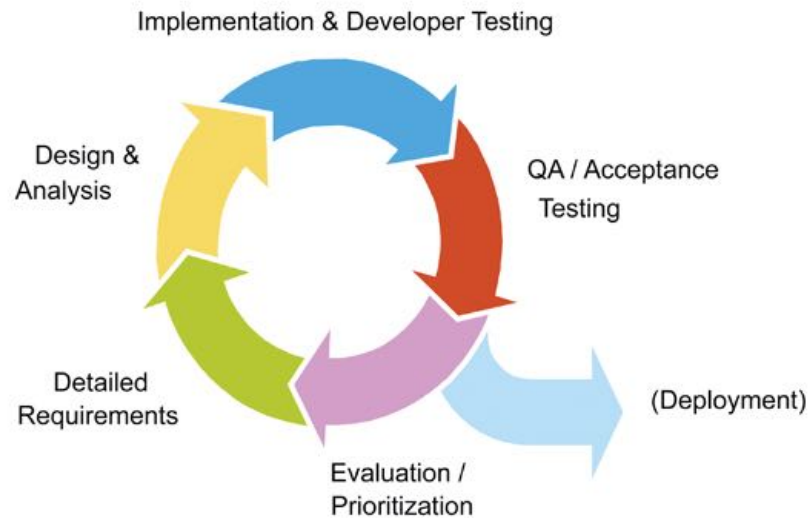 Implementation & Developer Testing
Design &
Analysis
QA / Acceptance
Testing
Detailed
Requirements
(Deployment)
Evaluation /
Prioritization